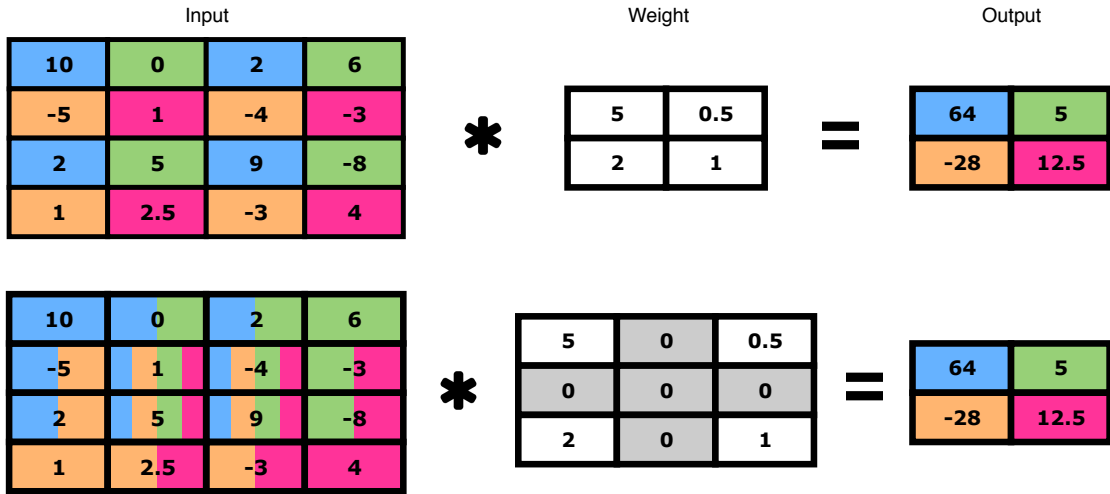 Input Weight Output
10 0 2 6
-5 1 -4 -3 5 0.5 64 5
2 5 9 -8 2 1 -28 12.5
1 2.5 -3 4
* =
10 0 2 6
-5 1 -4 -3 5 0 0.5 64 5
2 5 9 -8 0 0 0 -28 12.5
1 2.5 -3 4 2 0 1
* =